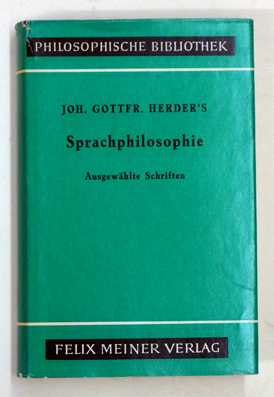 PHILOSOPHISCHE BIBLIOTHEK
JOH. GOTTFR. HERDER'S
Sprachphilosophie
Ausgewählte Schriften
FELIX MEINER VERLAG